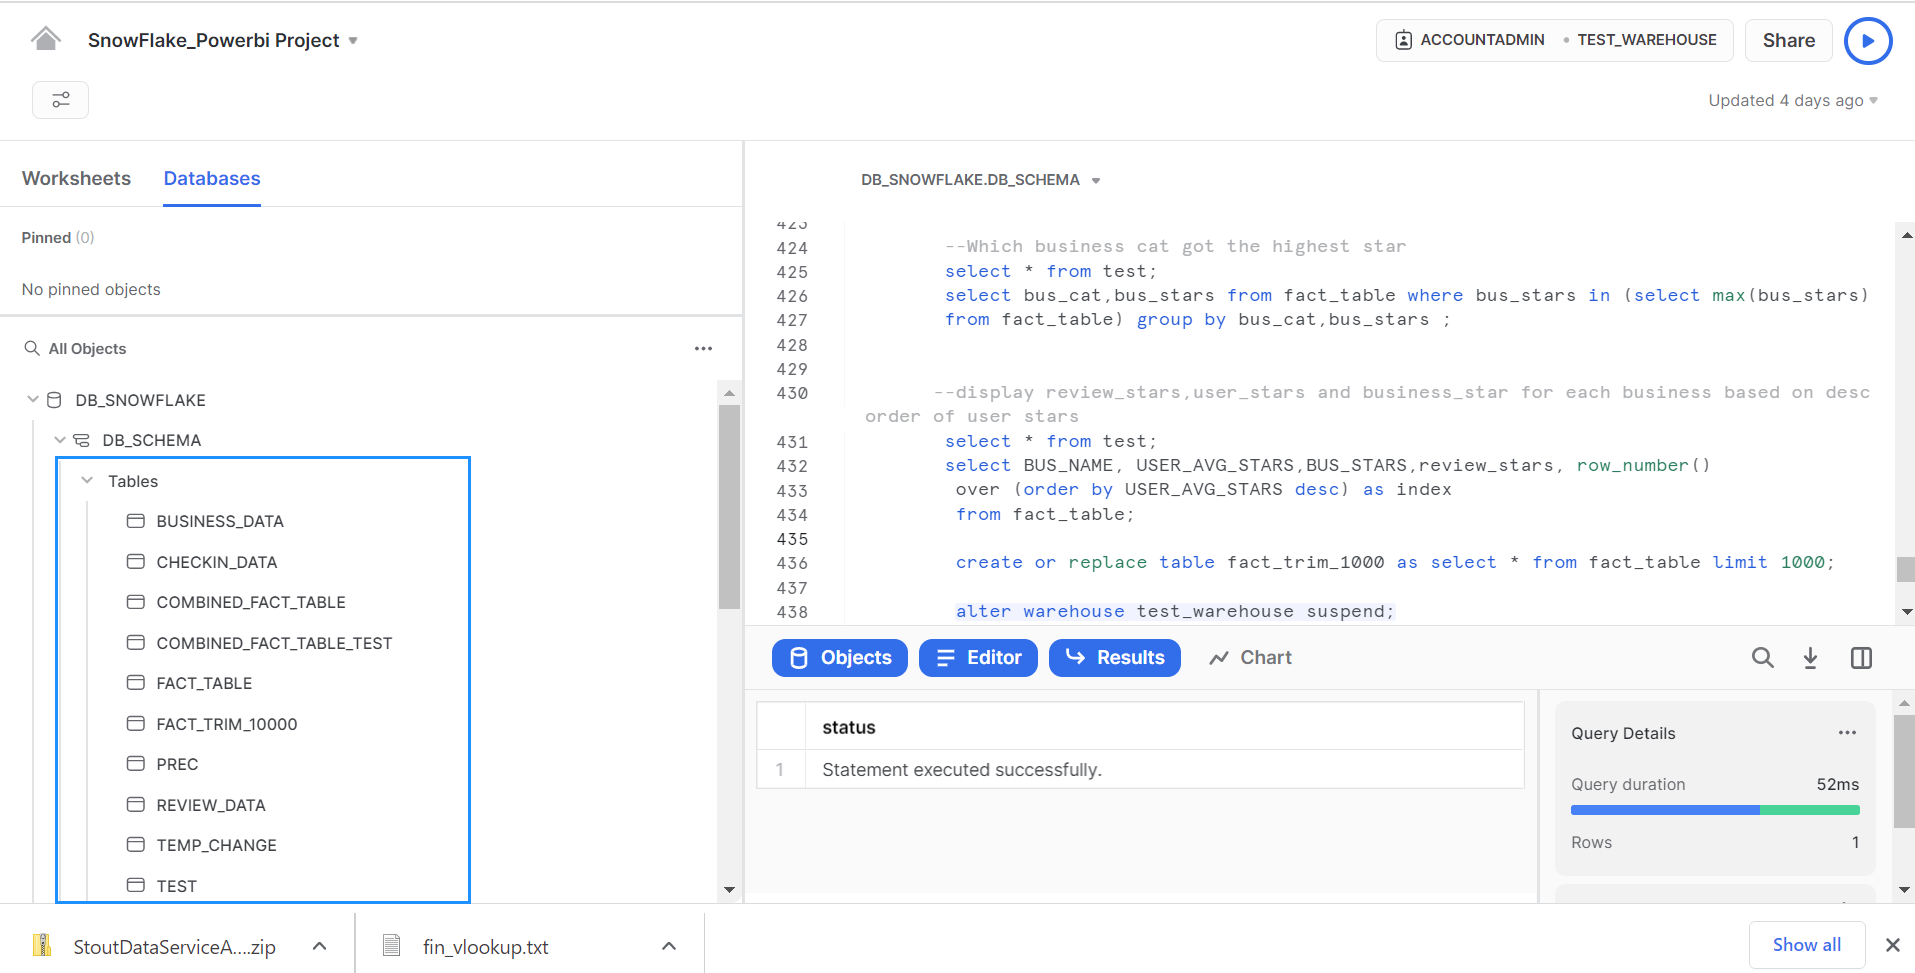 SnowFlake_Powerbi Project
ACCOUNTADMIN • TEST_WAREHOUSE
Share
Updated 4 days ago
Worksheets Databases
Pinned (0)
No pinned objects
All Objects
DB_SNOWFLAKE
DB_SCHEMA
Tables
BUSINESS_DATA
CHECKIN_DATA
COMBINED_FACT_TABLE
COMBINED_FACT_TABLE_TEST
FACT_TABLE
FACT_TRIM_10000
PREC
REVIEW_DATA
TEMP_CHANGE
TEST
DB_SNOWFLAKE.DB_SCHEMA
423
424 --Which business cat got the highest star
425 select * from test;
426 select bus_cat,bus_stars from fact_table where bus_stars in (select max(bus_stars)
427 from fact_table) group by bus_cat,bus_stars ;
428
429
430 --display review_stars,user_stars and business_star for each business based on desc
order of user stars
431 select * from test;
432 select BUS_NAME, USER_AVG_STARS,BUS_STARS,review_stars, row_number()
433 over (order by USER_AVG_STARS desc) as index
434 from fact_table;
435
436 create or replace table fact_trim_1000 as select * from fact_table limit 1000;
437
438 alter warehouse test_warehouse suspend;
Objects Editor Results Chart
status
1 Statement executed successfully.
Query Details
Query duration 52ms
Rows 1
StoutDataServiceA....zip
fin_vlookup.txt
Show all